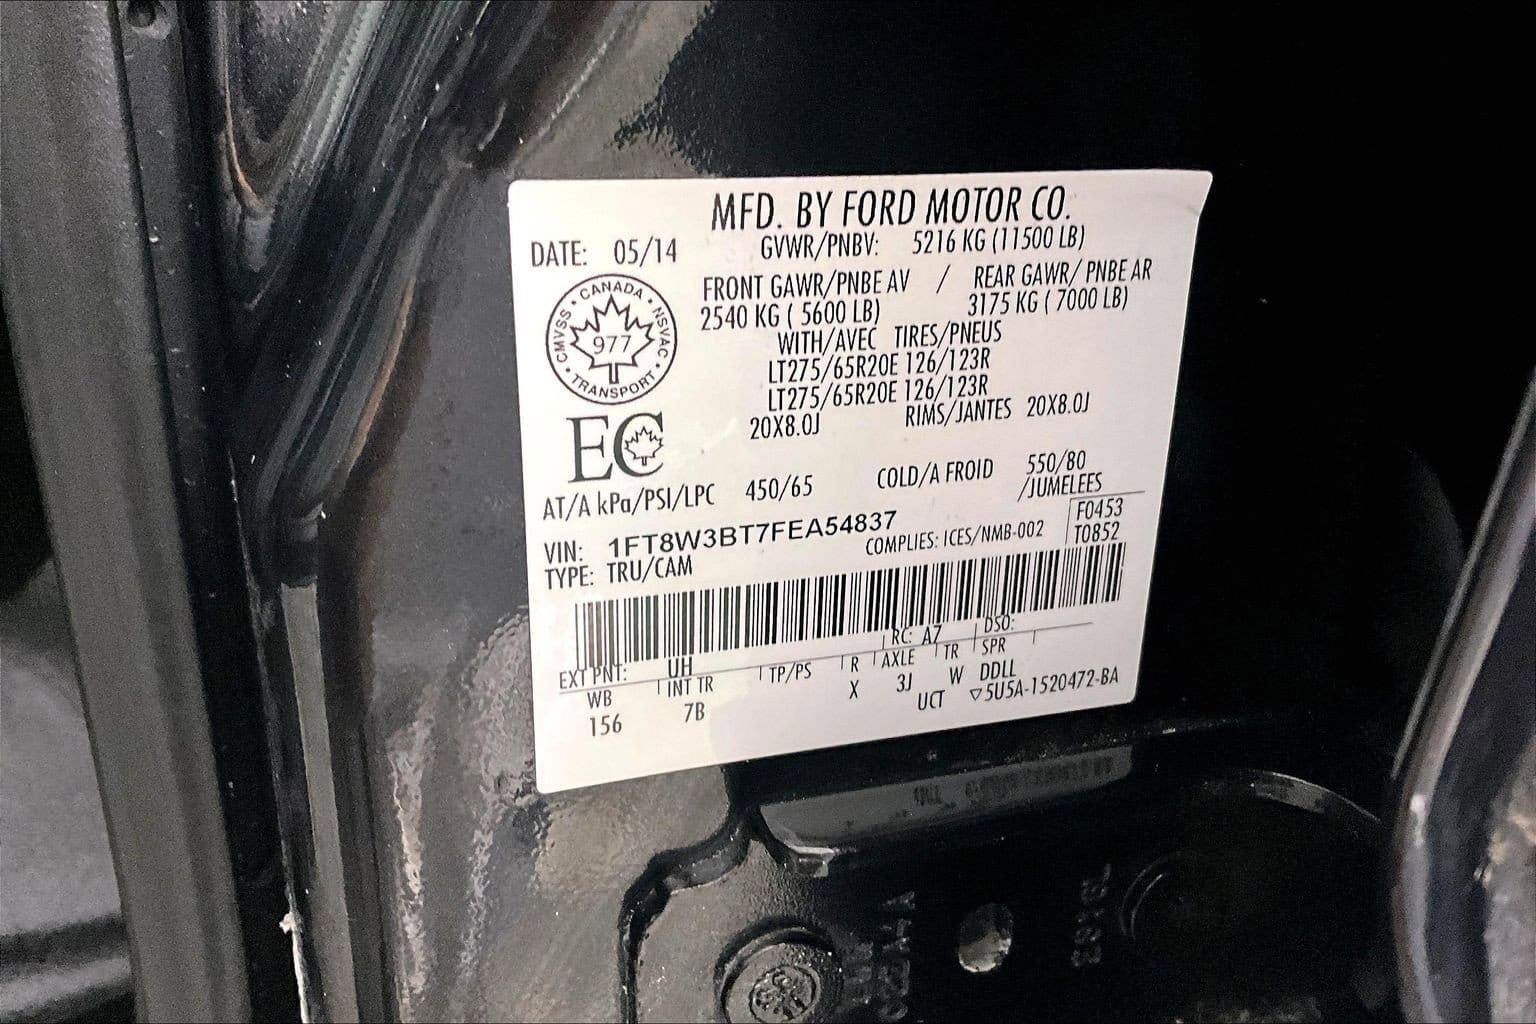 MFD. BY FORD MOTOR CO.
DATE: 05/14
GVWR/PNBV: 5216 KG (11500 LB)
FRONT GAWR/PNBE AV / REAR GAWR/ PNBE AR
2540 KG ( 5600 LB) 3175 KG ( 7000 LB)
WITH/AVEC TIRES/PNEUS
LT275/65R20E 126/123R
LT275/65R20E 126/123R
20X8.0J RIMS/JANTES 20X8.0J
CMVSS • CANADA • NSVAC • TRANSPORT •
977
EC
AT/A kPa/PSI/LPC 450/65 COLD/A FROID 550/80
/JUMELEES
VIN: 1FT8W3BT7FEA54837
F0453
TYPE: TRU/CAM COMPLIES: ICES/NMB-002 T0852
EXT PNT: UH RC: A7 DSO:
WB INT TR TP/PS R AXLE TR SPR
156 7B X 3J W DDLL
UCT ▽5U5A-1520472-BA